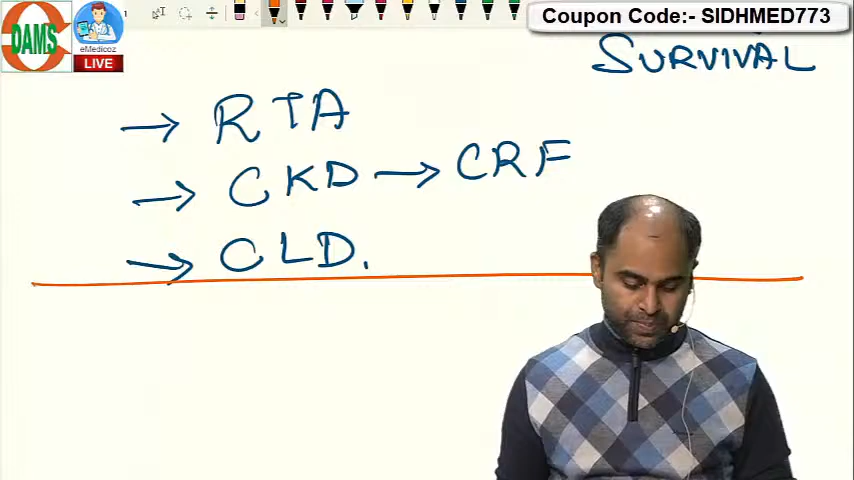 Coupon Code:- SIDHMED773
DAMS
eMedicoz
LIVE
SURVIVAL
→ RTA
→ CKD → CRF
→ CLD.